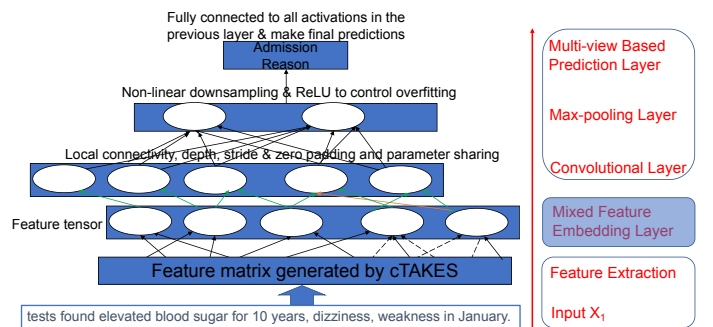 Fully connected to all activations in the
previous layer & make final predictions
Admission
Reason
Non-linear downsampling & ReLU to control overfitting
Local connectivity, depth, stride & zero padding and parameter sharing
Feature tensor
Feature matrix generated by cTAKES
tests found elevated blood sugar for 10 years, dizziness, weakness in January.
Multi-view Based
Prediction Layer
Max-pooling Layer
Convolutional Layer
Mixed Feature
Embedding Layer
Feature Extraction
Input X₁